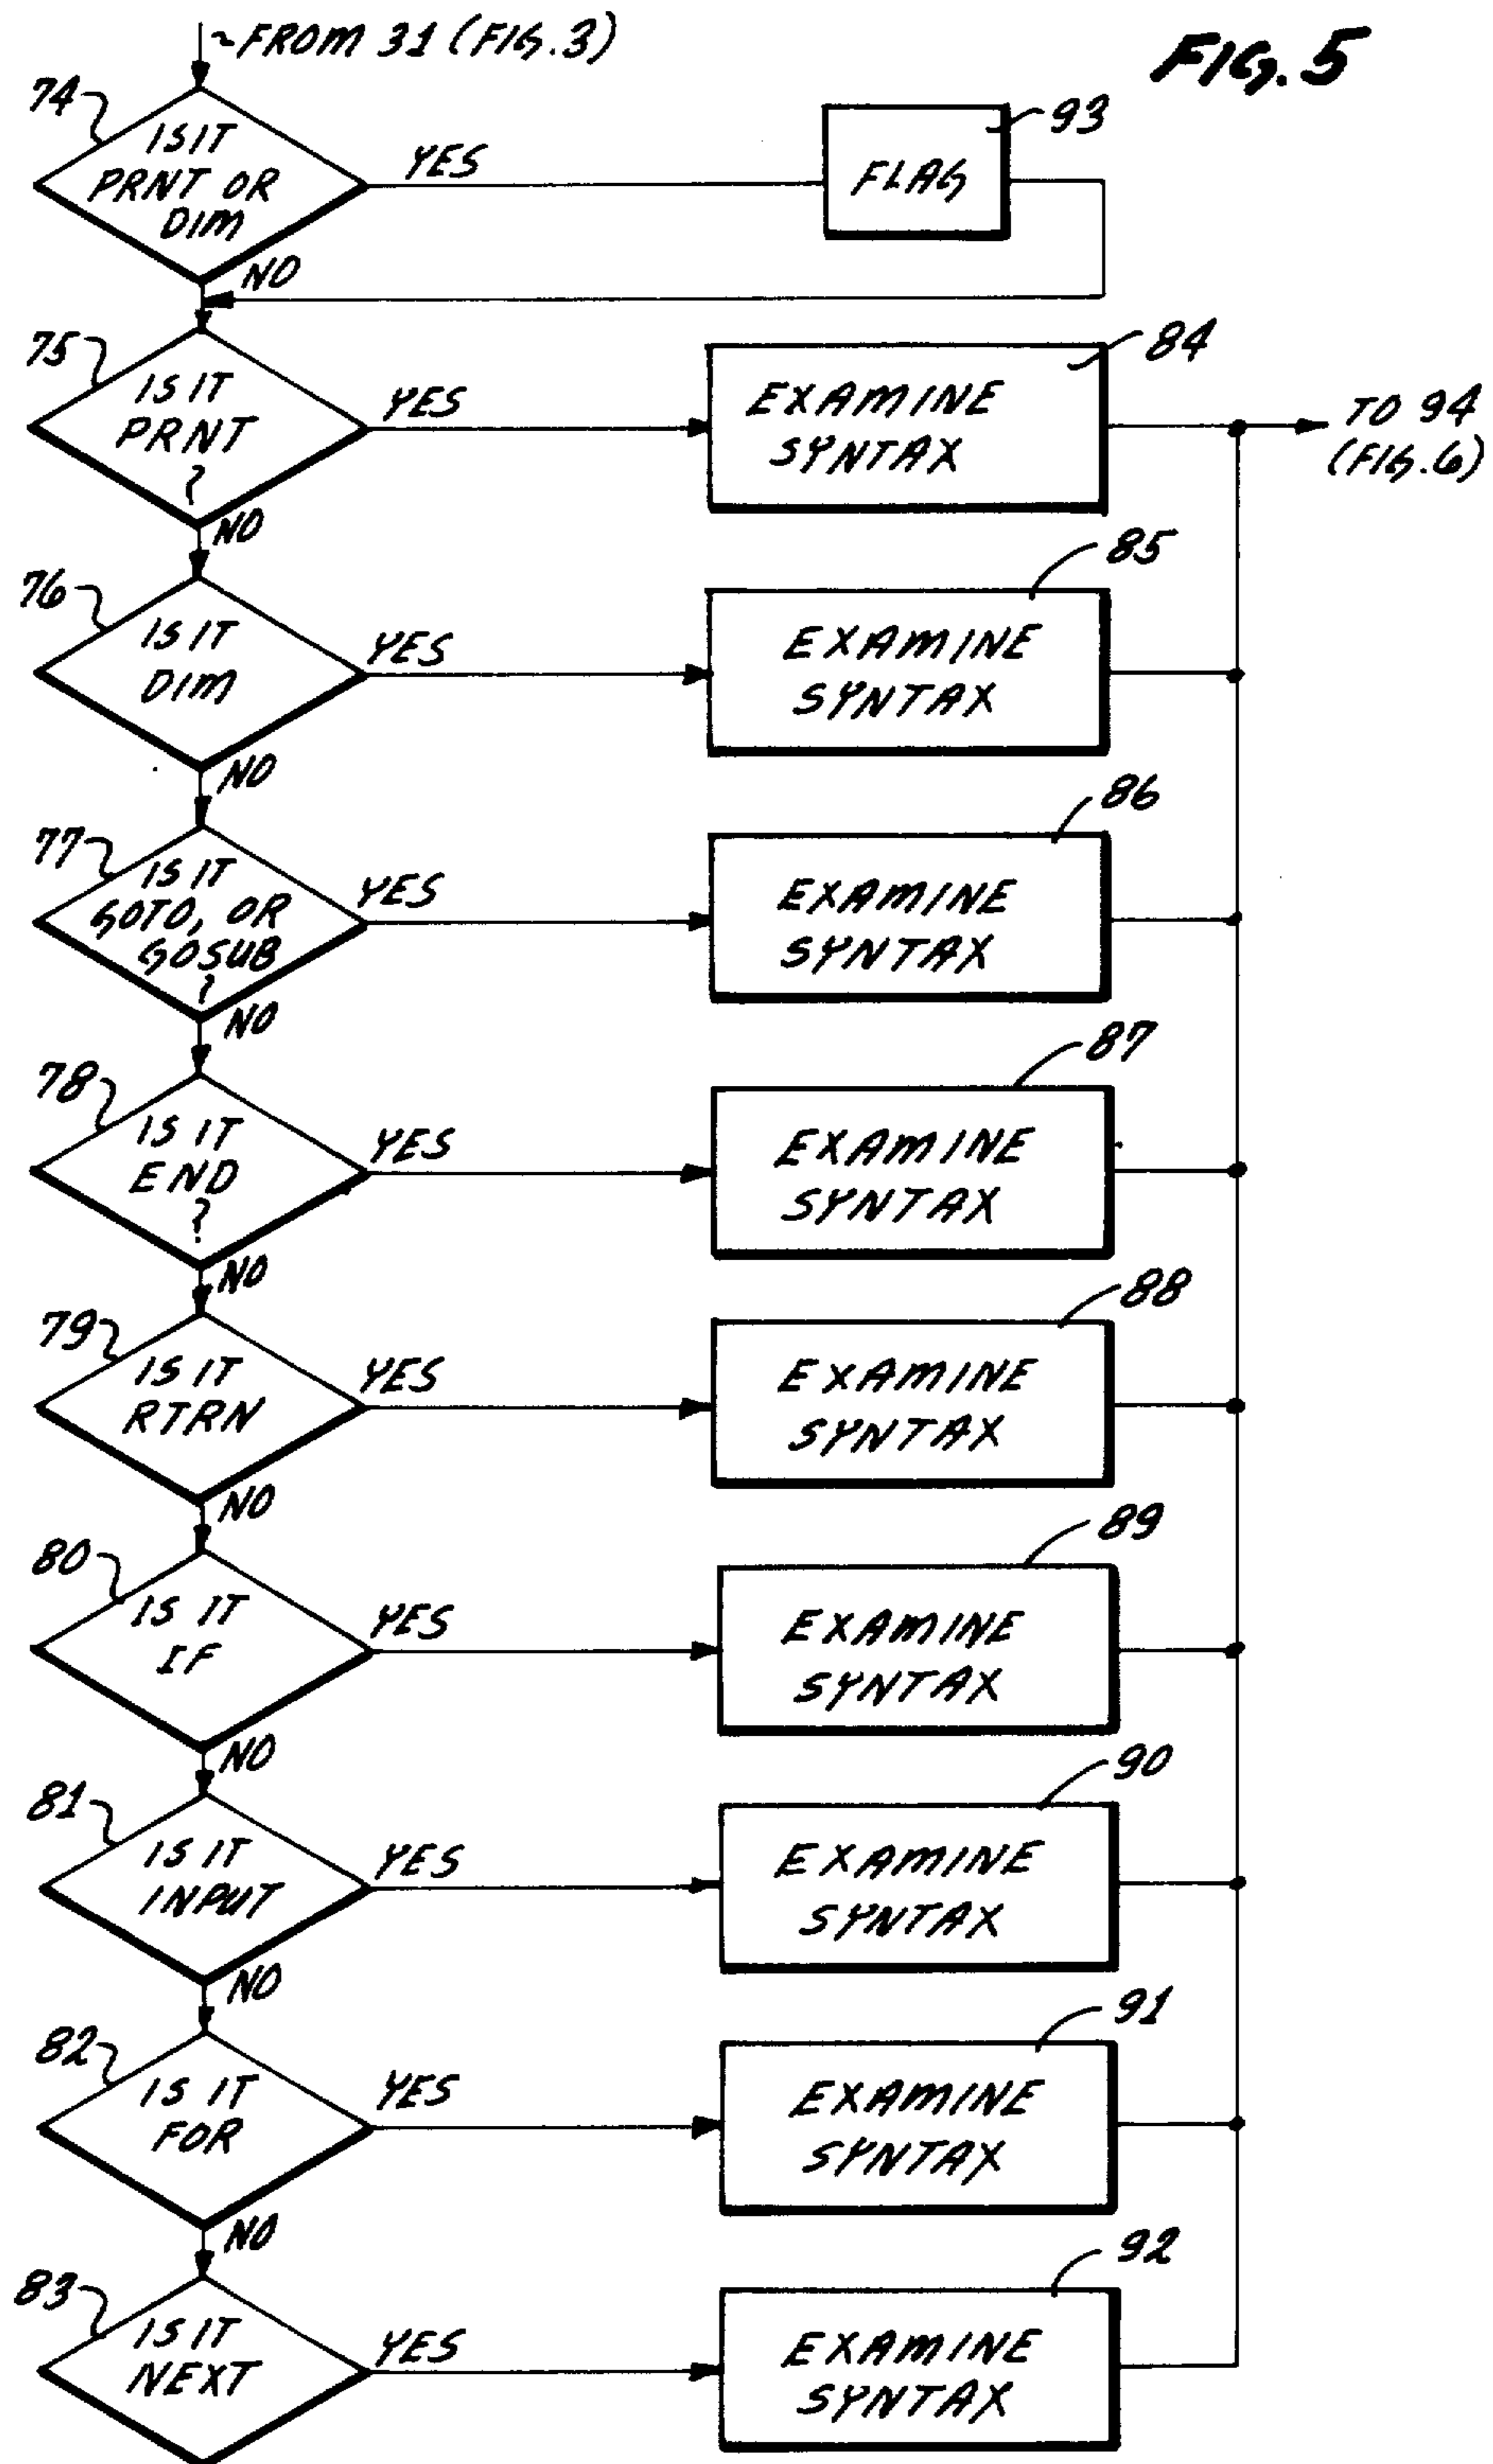 ~FROM 31 (FIG.3)
FIG. 5
74
IS IT
PRNT OR
DIM
YES
93
FLAG
NO
75
IS IT
PRNT
?
YES
84
EXAMINE
SYNTAX
TO 94
(FIG.6)
NO
76
IS IT
DIM
YES
85
EXAMINE
SYNTAX
NO
77
IS IT
GOTO, OR
GOSUB
?
YES
86
EXAMINE
SYNTAX
NO
78
IS IT
END
?
YES
87
EXAMINE
SYNTAX
NO
79
IS IT
RTRN
YES
88
EXAMINE
SYNTAX
NO
80
IS IT
IF
YES
89
EXAMINE
SYNTAX
NO
81
IS IT
INPUT
YES
90
EXAMINE
SYNTAX
NO
82
IS IT
FOR
YES
91
EXAMINE
SYNTAX
NO
83
IS IT
NEXT
YES
92
EXAMINE
SYNTAX